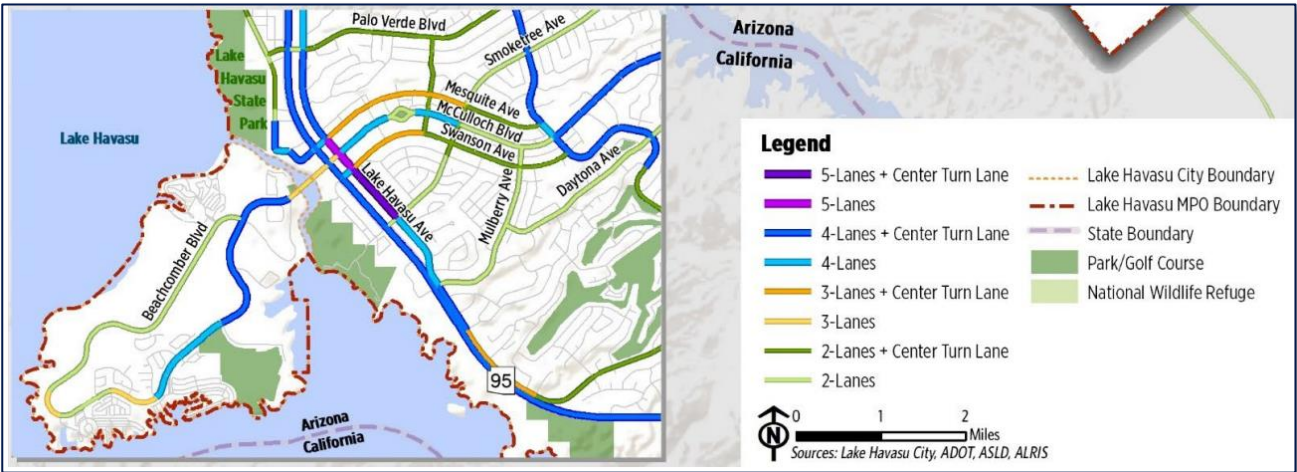 Palo Verde Blvd
Smoketree Ave
Lake
Havasu
State
Park
Mesquite Ave
McCulloch Blvd
Swanson Ave
Lake Havasu
Lake Havasu Ave
Daytona Ave
Mulberry Ave
Beachcomber Blvd
95
Arizona
California
Arizona
California
Legend
5-Lanes + Center Turn Lane
5-Lanes
4-Lanes + Center Turn Lane
4-Lanes
3-Lanes + Center Turn Lane
3-Lanes
2-Lanes + Center Turn Lane
2-Lanes
Lake Havasu City Boundary
Lake Havasu MPO Boundary
State Boundary
Park/Golf Course
National Wildlife Refuge
N
0 1 2
Miles
Sources: Lake Havasu City, ADOT, ASLD, ALRIS